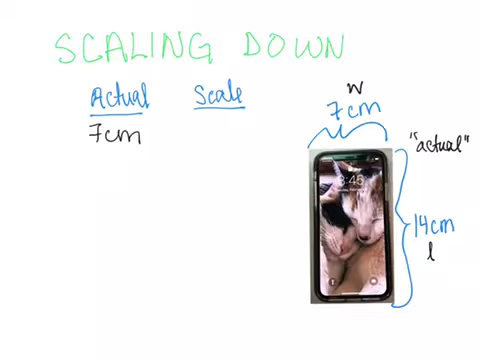 SCALING DOWN
Actual Scale
7cm
W
7cm
"actual"
14cm
l